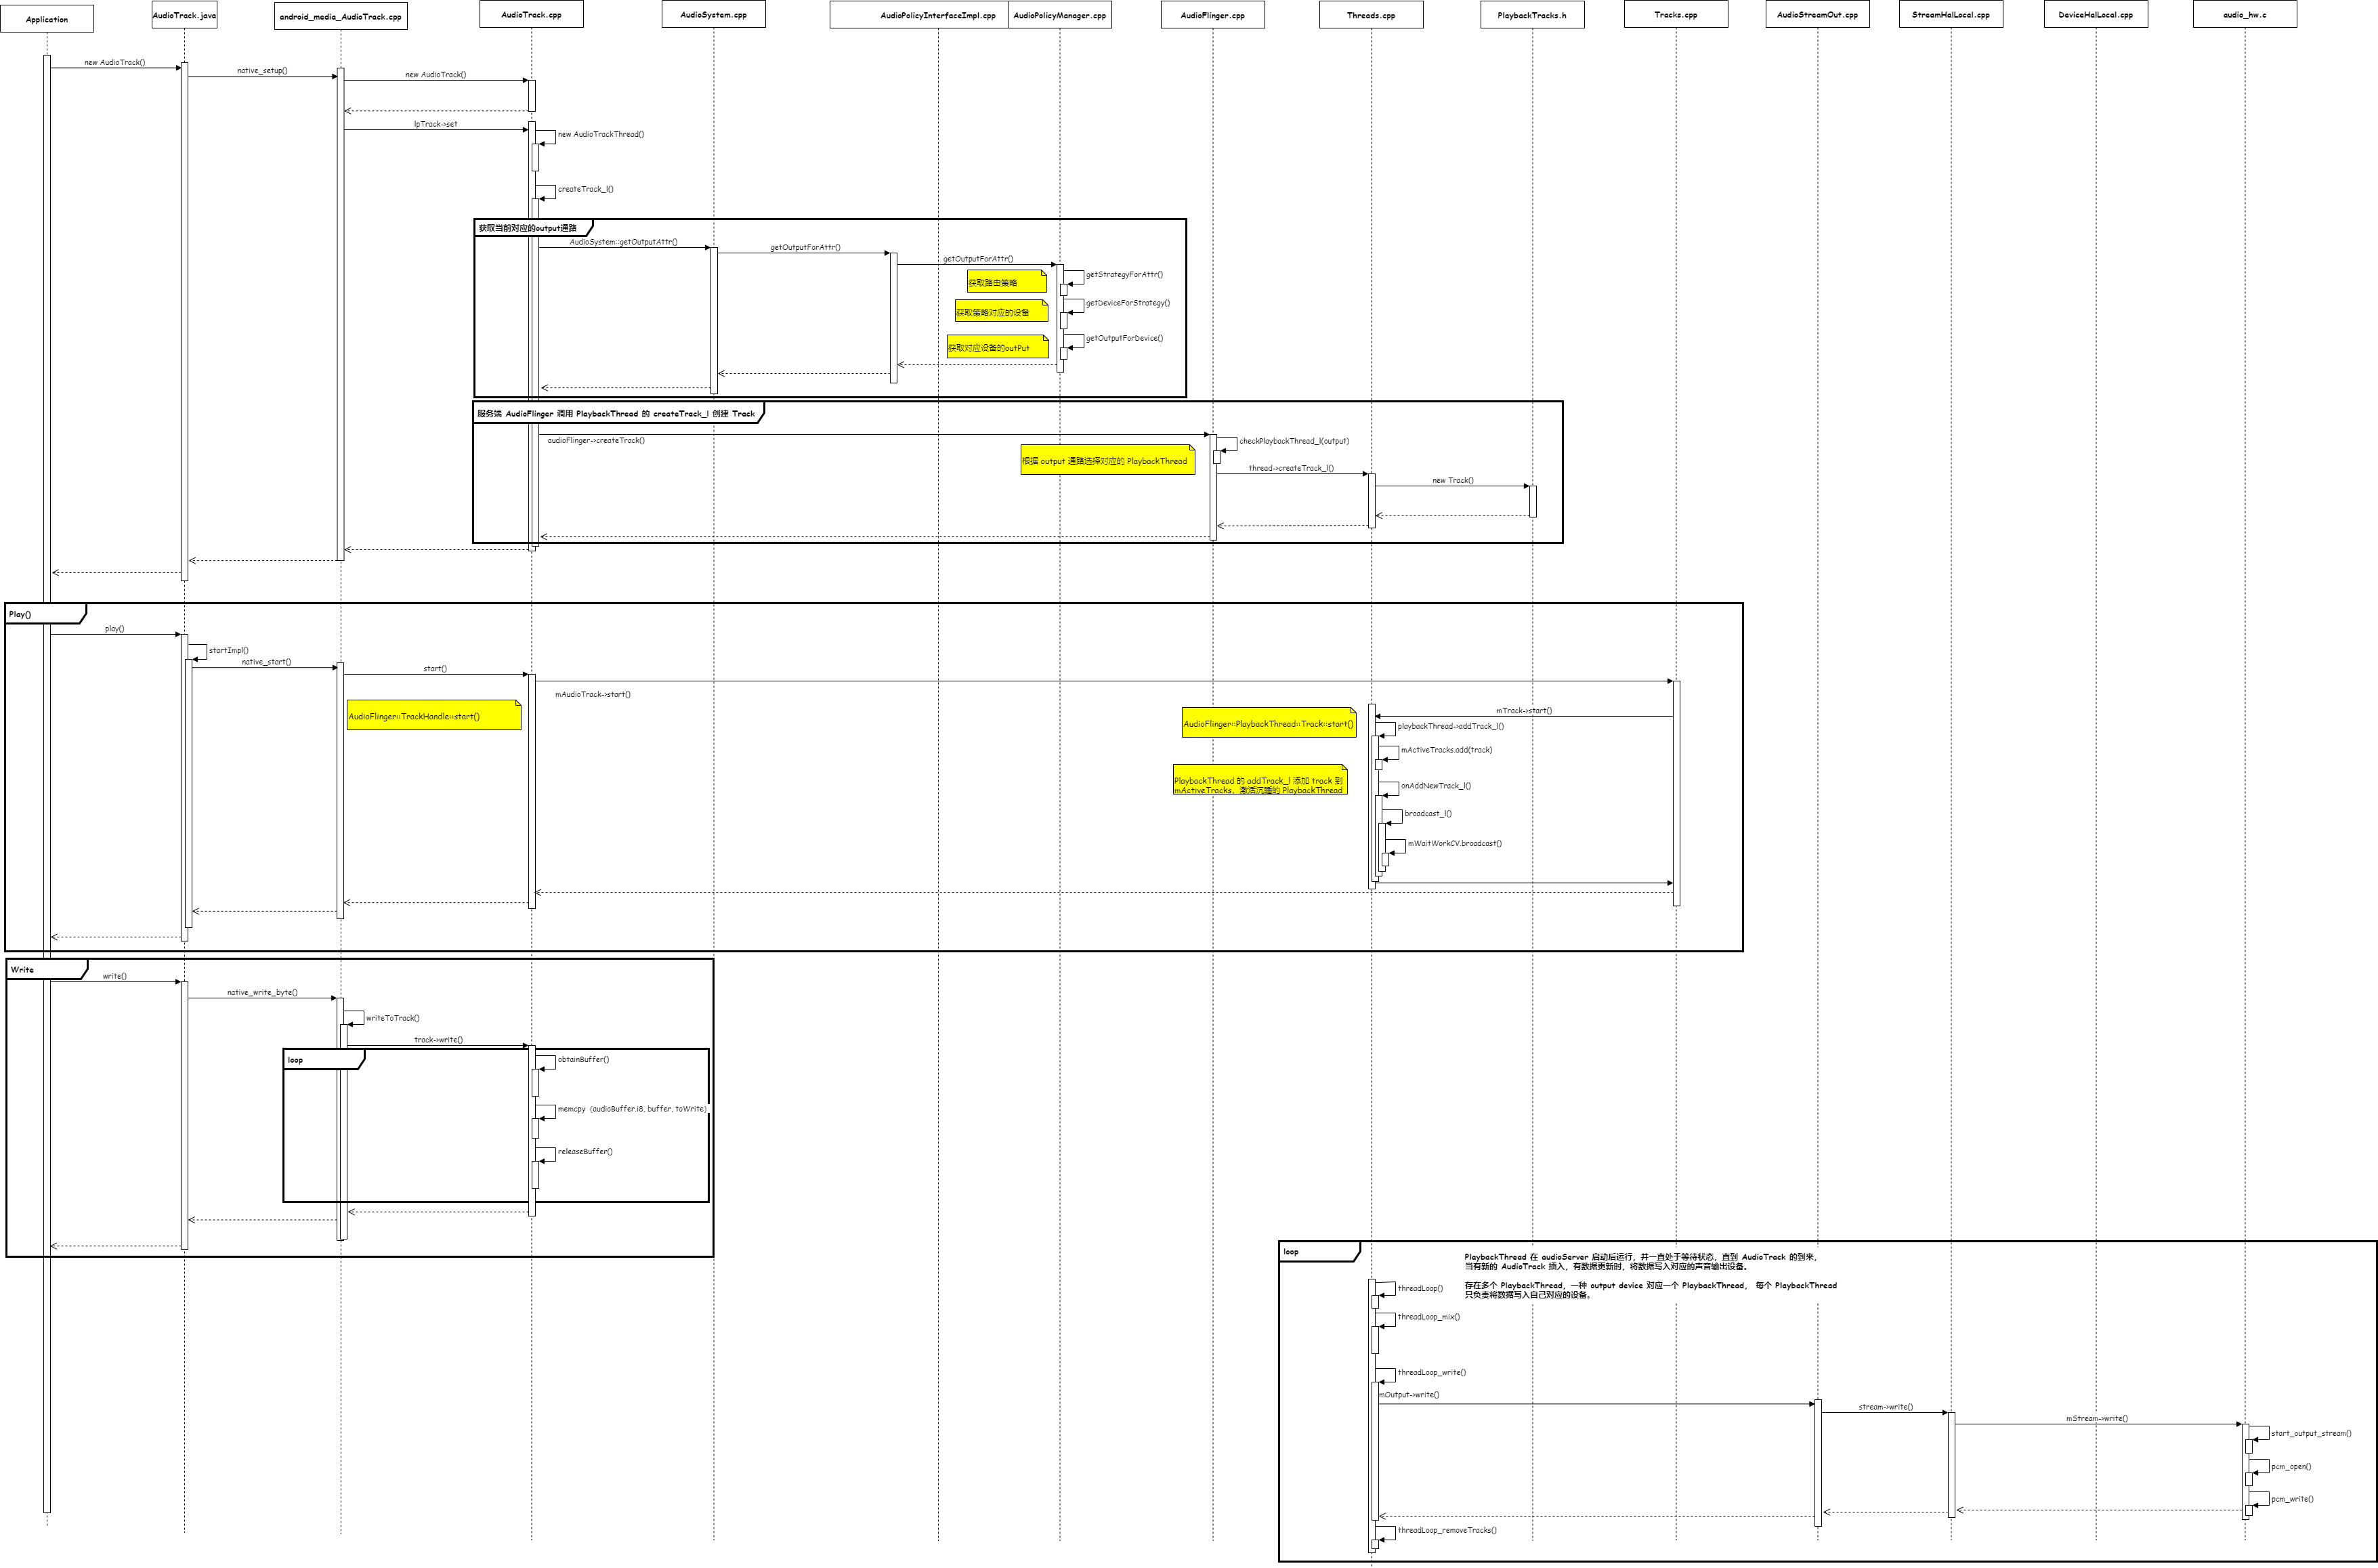 Application
AudioTrack.java
android_media_AudioTrack.cpp
AudioTrack.cpp
AudioSystem.cpp
AudioPolicyInterfaceImpl.cpp
AudioPolicyManager.cpp
AudioFlinger.cpp
Threads.cpp
PlaybackTracks.h
Tracks.cpp
AudioStreamOut.cpp
StreamHalLocal.cpp
DeviceHalLocal.cpp
audio_hw.c
new AudioTrack()
native_setup()
new AudioTrack()
lpTrack->set
new AudioTrackThread()
createTrack_l()
获取当前对应的output通路
AudioSystem::getOutputAttr()
getOutputForAttr()
getOutputForAttr()
getStrategyForAttr()
获取路由策略
getDeviceForStrategy()
获取策略对应的设备
getOutputForDevice()
获取对应设备的outPut
服务端 AudioFlinger 调用 PlaybackThread 的 createTrack_l 创建 Track
audioFlinger->createTrack()
checkPlaybackThread_l(output)
根据 output 通路选择对应的 PlaybackThread
thread->createTrack_l()
new Track()
Play()
play()
startImpl()
native_start()
start()
mAudioTrack->start()
AudioFlinger::TrackHandle::start()
mTrack->start()
AudioFlinger::PlaybackThread::Track::start()
playbackThread->addTrack_l()
mActiveTracks.add(track)
PlaybackThread 的 addTrack_l 添加 track 到
mActiveTracks，激活沉睡的 PlaybackThread
onAddNewTrack_l()
broadcast_l()
mWaitWorkCV.broadcast()
Write
write()
native_write_byte()
writeToTrack()
track->write()
loop
obtainBuffer()
memcpy（audioBuffer.i8, buffer, toWrite）
releaseBuffer()
loop
PlaybackThread 在 audioServer 启动后运行，并一直处于等待状态，直到 AudioTrack 的到来，
当有新的 AudioTrack 插入，有数据更新时，将数据写入对应的声音输出设备。
存在多个 PlaybackThread，一种 output device 对应一个 PlaybackThread， 每个 PlaybackThread
只负责将数据写入自己对应的设备。
threadLoop()
threadLoop_mix()
threadLoop_write()
mOutput->write()
stream->write()
mStream->write()
start_output_stream()
pcm_open()
pcm_write()
threadLoop_removeTracks()